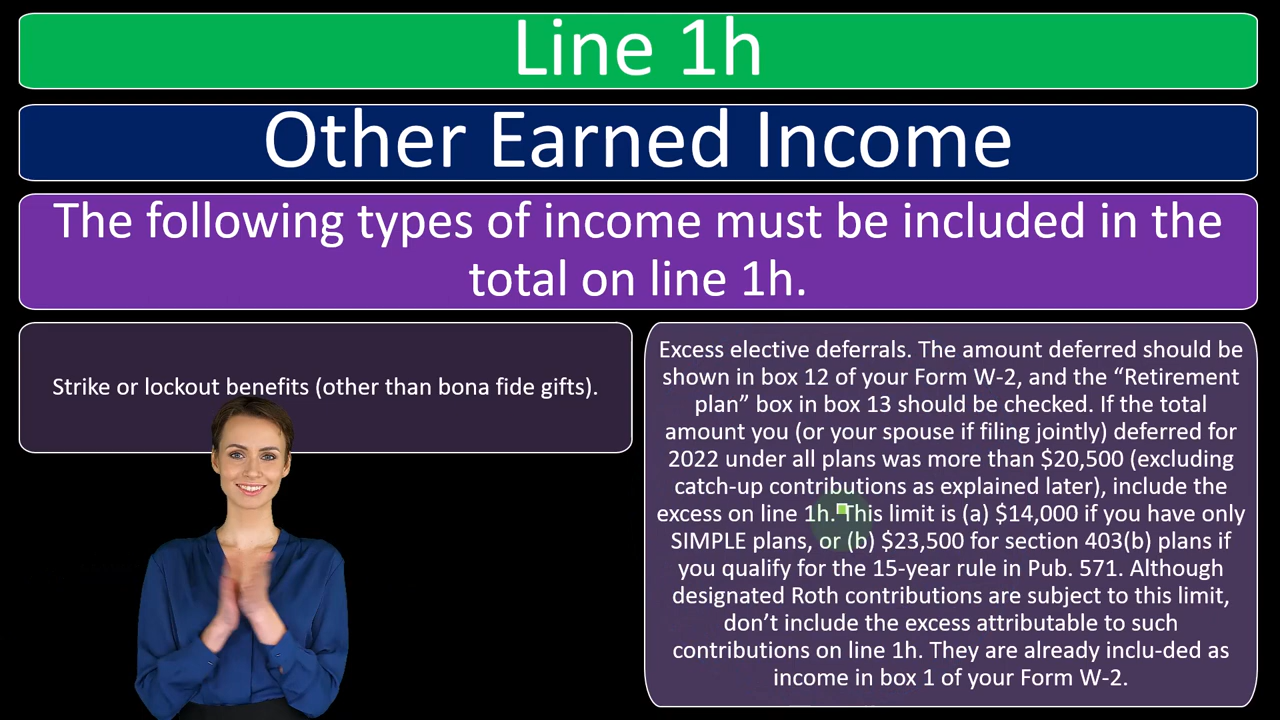 Line 1h
Other Earned Income
The following types of income must be included in the
total on line 1h.
Strike or lockout benefits (other than bona fide gifts).
Excess elective deferrals. The amount deferred should be
shown in box 12 of your Form W-2, and the “Retirement
plan” box in box 13 should be checked. If the total
amount you (or your spouse if filing jointly) deferred for
2022 under all plans was more than $20,500 (excluding
catch-up contributions as explained later), include the
excess on line 1h. This limit is (a) $14,000 if you have only
SIMPLE plans, or (b) $23,500 for section 403(b) plans if
you qualify for the 15-year rule in Pub. 571. Although
designated Roth contributions are subject to this limit,
don’t include the excess attributable to such
contributions on line 1h. They are already inclu-ded as
income in box 1 of your Form W-2.